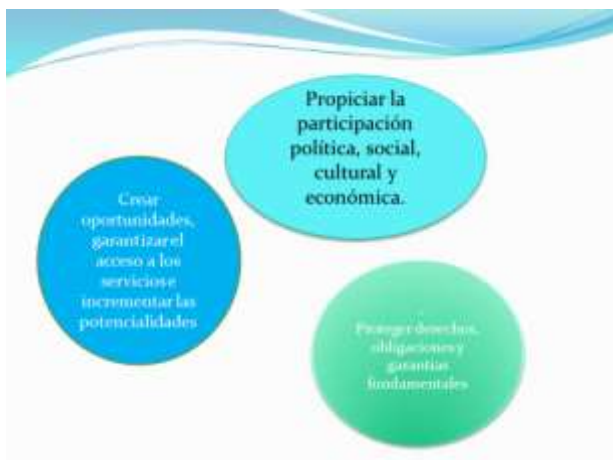 Propiciar la
participación
política, social,
cultural y
económica.
Crear
oportunidades,
garantizar el
acceso a los
servicios e
incrementar las
potencialidades
Proteger derechos,
obligaciones y
garantías
fundamentales